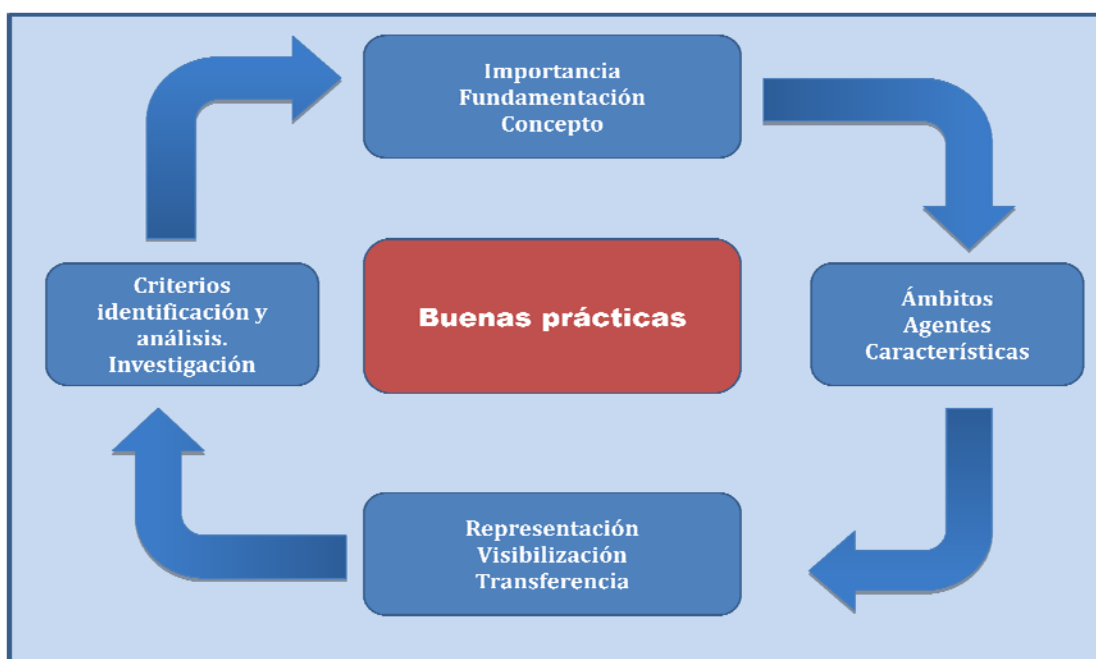 Importancia
Fundamentación
Concepto
Criterios
identificación y
análisis.
Investigación
Buenas prácticas
Ámbitos
Agentes
Características
Representación
Visibilización
Transferencia